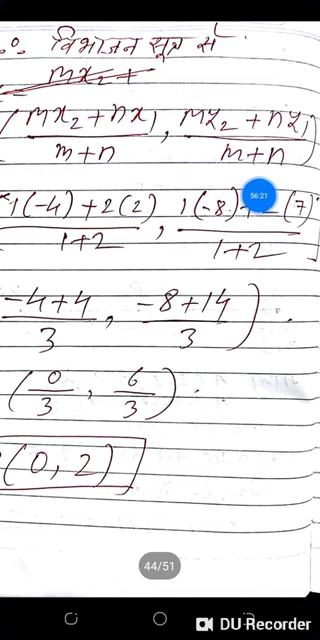 ∴ विभाजन सूत्र से
mx₂+
(mx₂+nx₁/m+n, my₂+ny₁/m+n)
1(-4)+2(2)/1+2, 1(-8)+2(7)/1+2
-4+4/3, -8+14/3)
(0/3, 6/3)
(0, 2)
56:21
44/51
DU Recorder